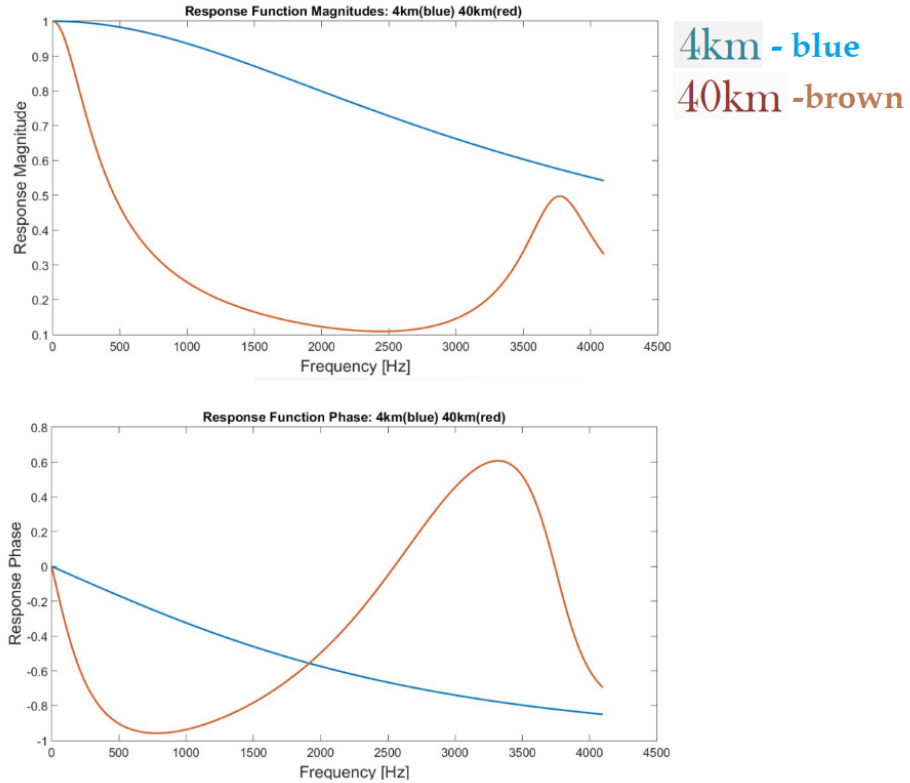 Response Function Magnitudes: 4km(blue) 40km(red)
1
0.9
0.8
0.7
0.6
0.5
0.4
0.3
0.2
0.1
Response Magnitude
0 500 1000 1500 2000 2500 3000 3500 4000 4500
Frequency [Hz]
4km - blue
40km -brown
Response Function Phase: 4km(blue) 40km(red)
0.8
0.6
0.4
0.2
0
-0.2
-0.4
-0.6
-0.8
-1
Response Phase
0 500 1000 1500 2000 2500 3000 3500 4000 4500
Frequency [Hz]